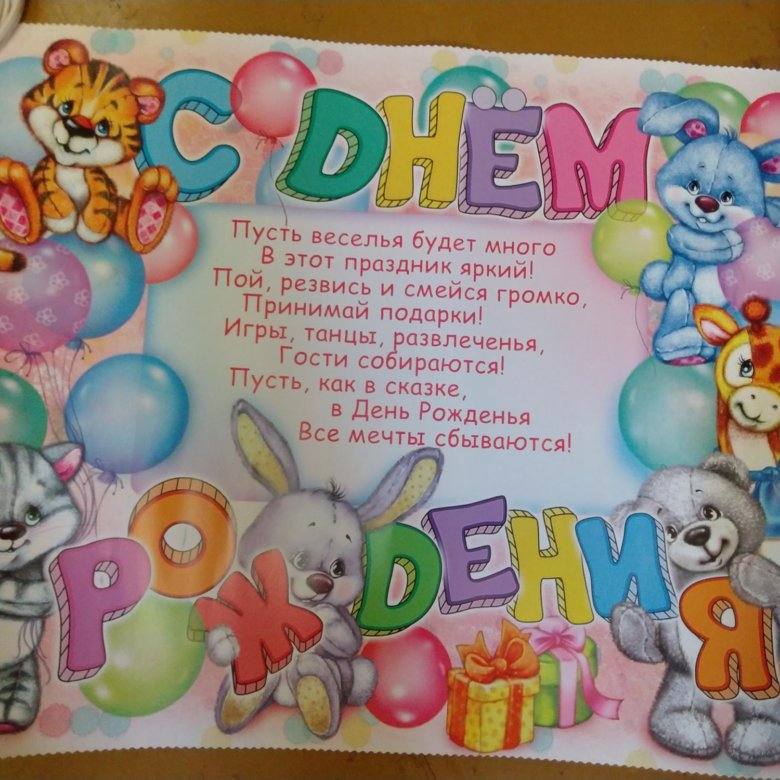 С ДНЁМ
Пусть веселья будет много
В этот праздник яркий!
Пой, резвись и смейся громко,
Принимай подарки!
Игры, танцы, развлеченья,
Гости собираются!
Пусть, как в сказке,
в День Рожденья
Все мечты сбываются!
РОЖДЕНИЯ